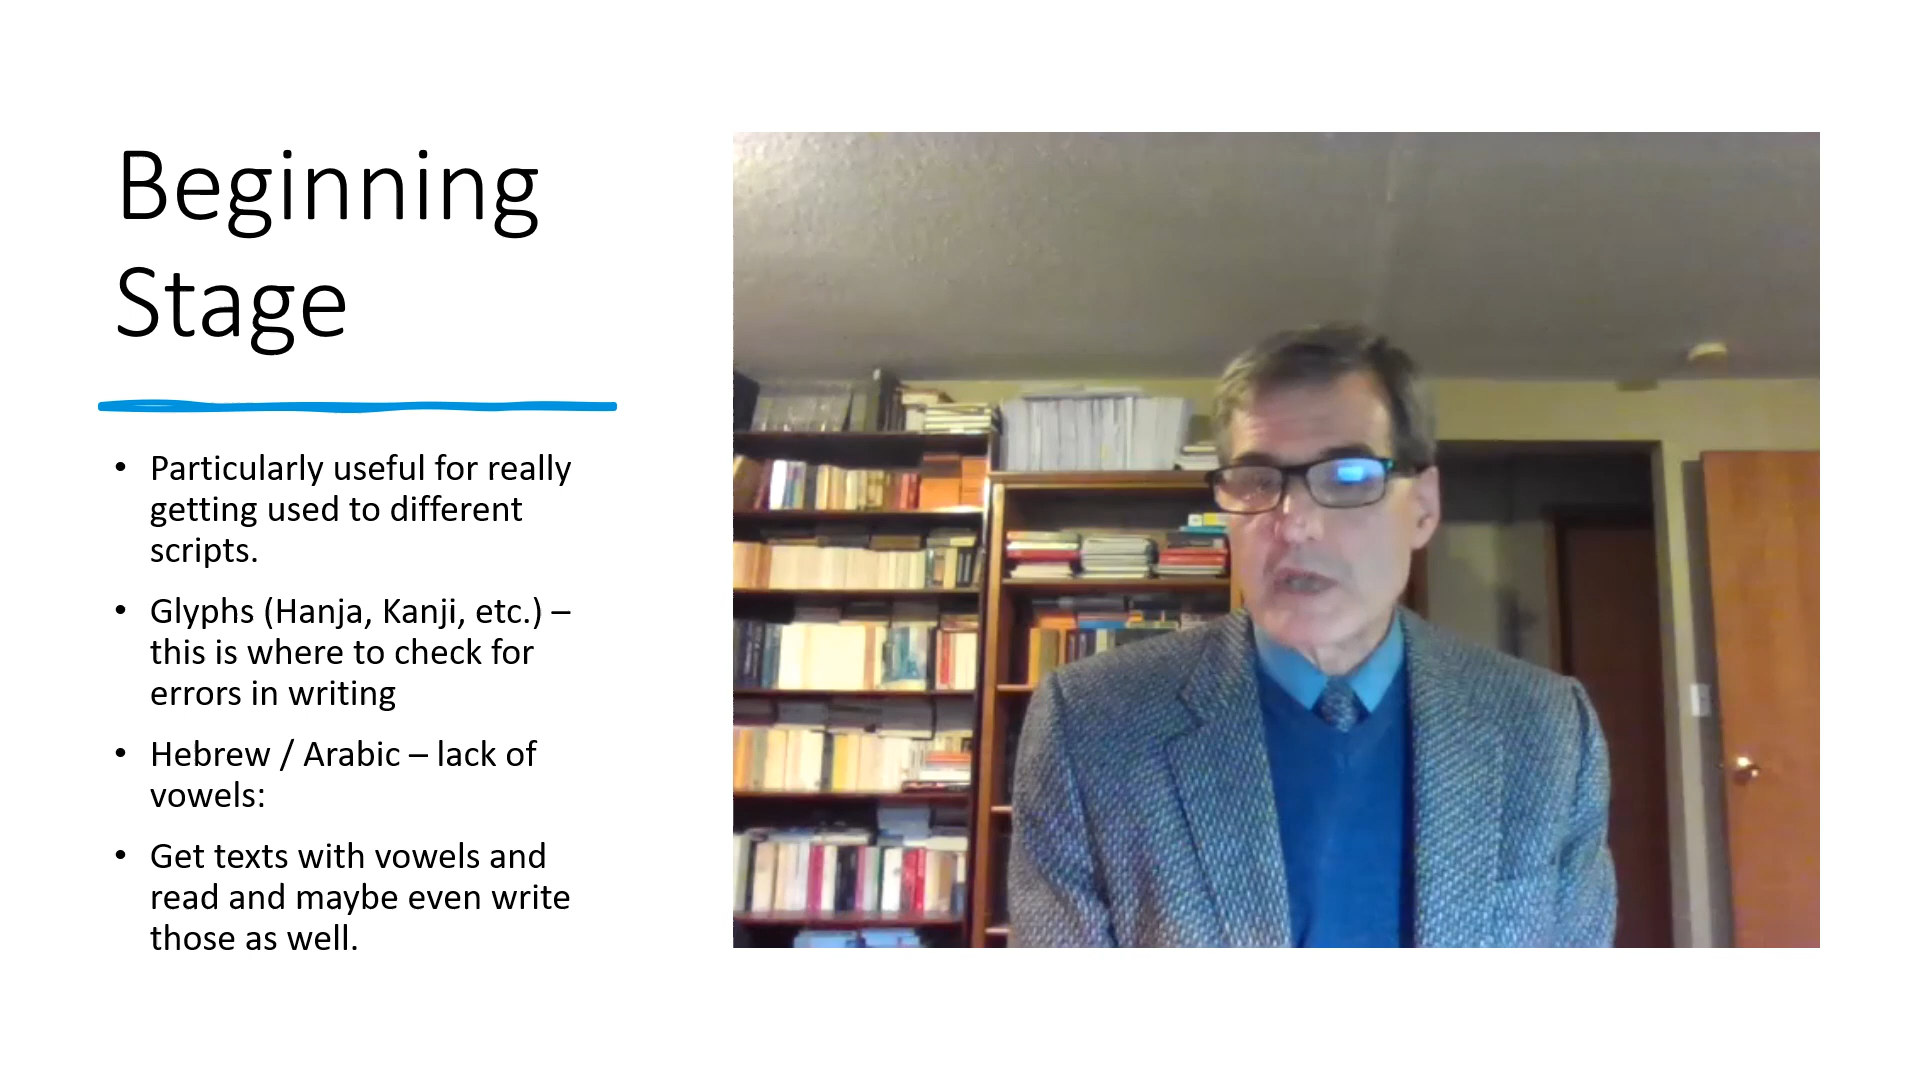 Beginning
Stage
• Particularly useful for really
getting used to different
scripts.
• Glyphs (Hanja, Kanji, etc.) –
this is where to check for
errors in writing
• Hebrew / Arabic – lack of
vowels:
• Get texts with vowels and
read and maybe even write
those as well.